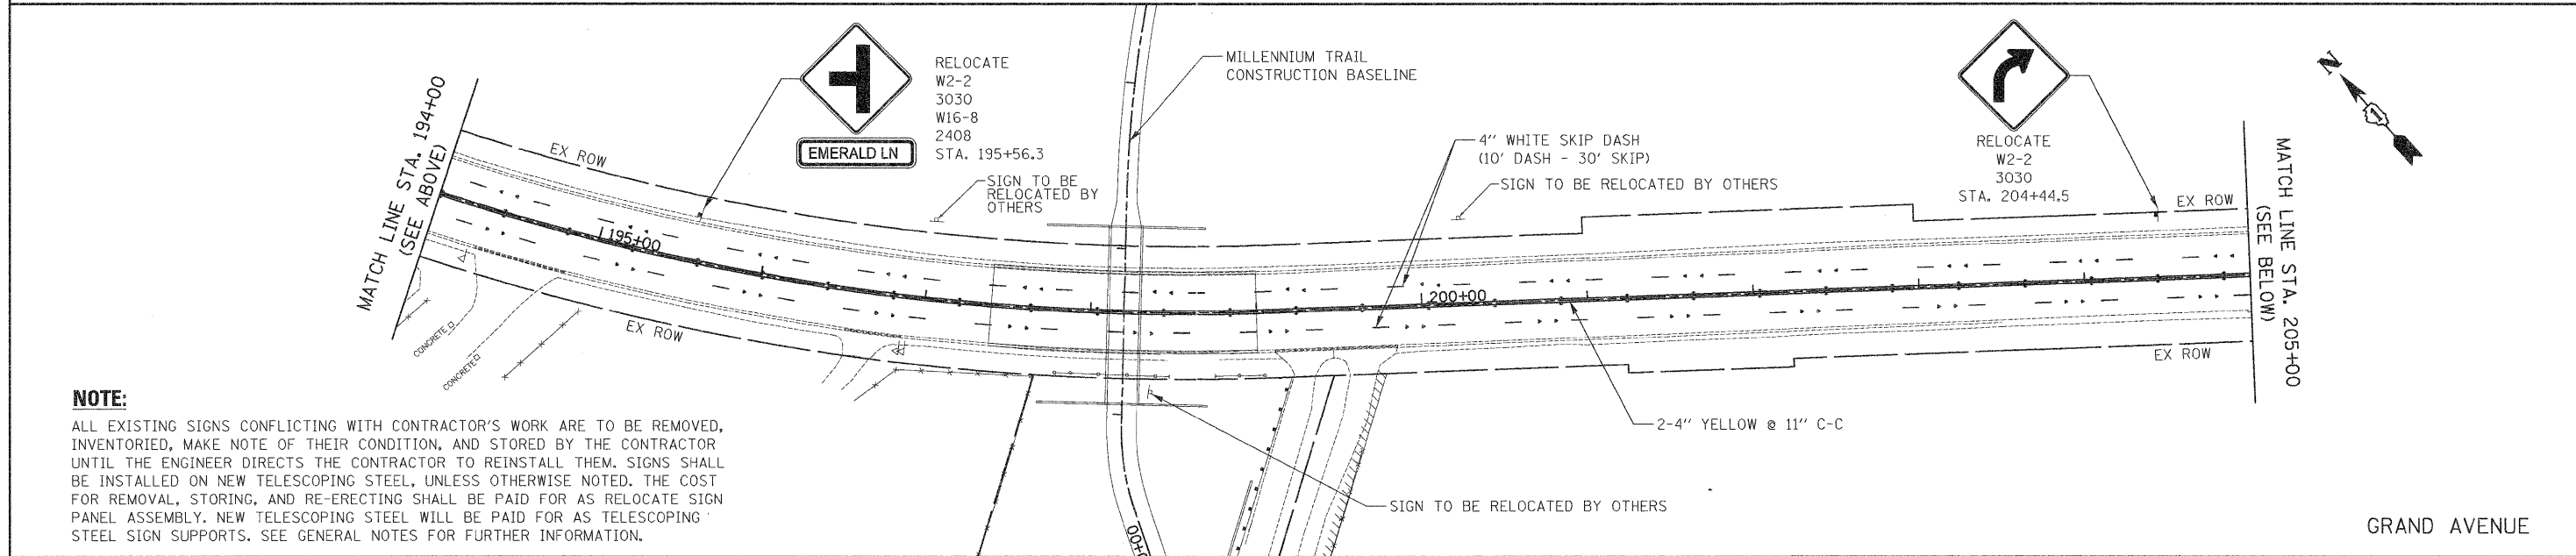 MATCH LINE STA. 194+00
(SEE ABOVE)
EX ROW
EMERALD LN
RELOCATE
W2-2
3030
W16-8
2408
STA. 195+56.3
SIGN TO BE
RELOCATED BY
OTHERS
MILLENNIUM TRAIL
CONSTRUCTION BASELINE
4" WHITE SKIP DASH
(10' DASH - 30' SKIP)
SIGN TO BE RELOCATED BY OTHERS
RELOCATE
W2-2
3030
STA. 204+44.5
EX ROW
N
1
MATCH LINE STA. 205+00
(SEE BELOW)
195+00
200+00
EX ROW
EX ROW
CONCRETE
CONCRETE
2-4" YELLOW @ 11" C-C
SIGN TO BE RELOCATED BY OTHERS
NOTE:
ALL EXISTING SIGNS CONFLICTING WITH CONTRACTOR'S WORK ARE TO BE REMOVED,
INVENTORIED, MAKE NOTE OF THEIR CONDITION, AND STORED BY THE CONTRACTOR
UNTIL THE ENGINEER DIRECTS THE CONTRACTOR TO REINSTALL THEM. SIGNS SHALL
BE INSTALLED ON NEW TELESCOPING STEEL, UNLESS OTHERWISE NOTED. THE COST
FOR REMOVAL, STORING, AND RE-ERECTING SHALL BE PAID FOR AS RELOCATE SIGN
PANEL ASSEMBLY. NEW TELESCOPING STEEL WILL BE PAID FOR AS TELESCOPING
STEEL SIGN SUPPORTS. SEE GENERAL NOTES FOR FURTHER INFORMATION.
GRAND AVENUE